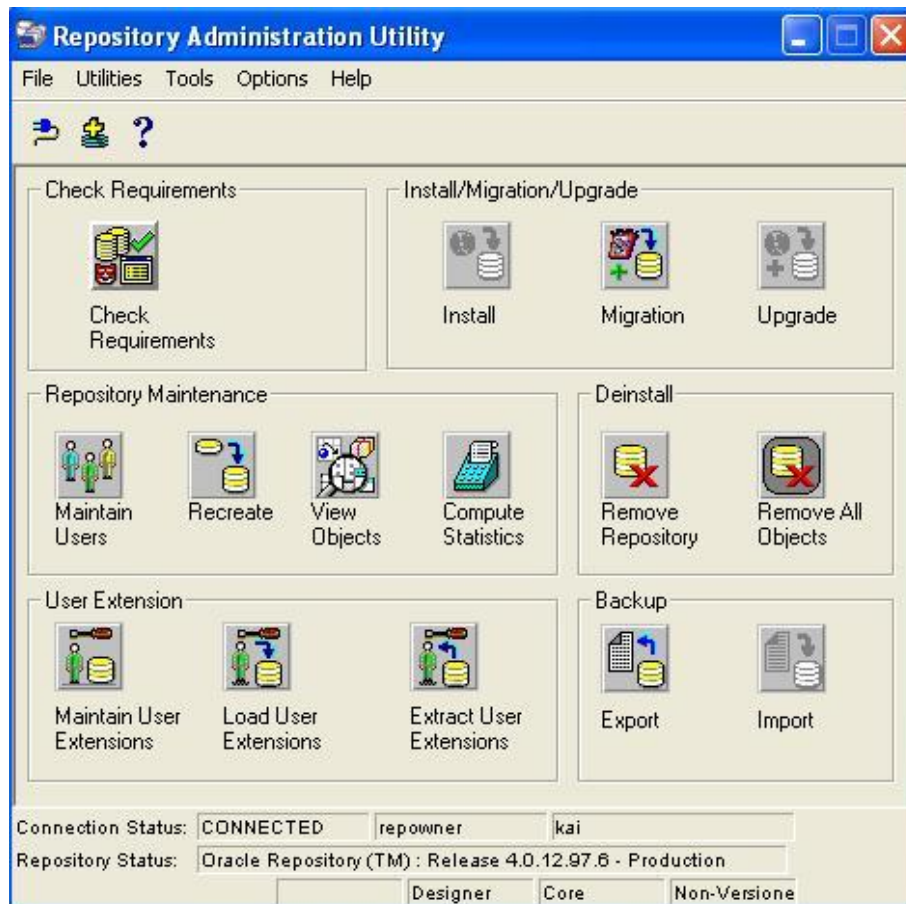 Repository Administration Utility
File Utilities Tools Options Help
?
Check Requirements
Check
Requirements
Install/Migration/Upgrade
Install
Migration
Upgrade
Repository Maintenance
Maintain
Users
Recreate
View
Objects
Compute
Statistics
Deinstall
Remove
Repository
Remove All
Objects
User Extension
Maintain User
Extensions
Load User
Extensions
Extract User
Extensions
Backup
Export
Import
Connection Status: CONNECTED repowner kai
Repository Status: Oracle Repository (TM) : Release 4.0.12.97.6 - Production
Designer Core Non-Versione